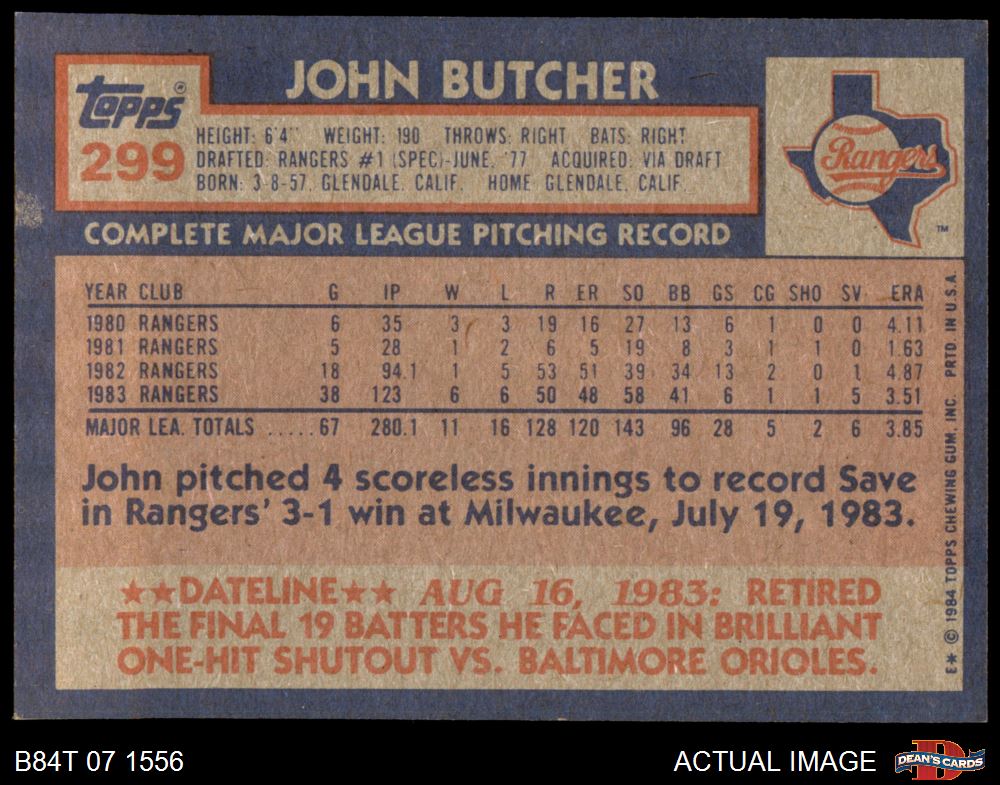 JOHN BUTCHER
Topps®
299
HEIGHT: 6'4" WEIGHT: 190 THROWS: RIGHT BATS: RIGHT
DRAFTED: RANGERS #1 (SPEC)-JUNE, '77 ACQUIRED: VIA DRAFT
BORN: 3-8-57, GLENDALE, CALIF. HOME GLENDALE, CALIF.
Rangers
TM
COMPLETE MAJOR LEAGUE PITCHING RECORD
YEAR CLUB G IP W L R ER SO BB GS CG SHO SV ERA
1980 RANGERS 6 35 3 3 19 16 27 13 6 1 0 0 4.11
1981 RANGERS 5 28 1 2 6 5 19 8 3 1 1 0 1.63
1982 RANGERS 18 94.1 1 5 53 51 39 34 13 2 0 1 4.87
1983 RANGERS 38 123 6 6 50 48 58 41 6 1 1 5 3.51
MAJOR LEA. TOTALS .....67 280.1 11 16 128 120 143 96 28 5 2 6 3.85
John pitched 4 scoreless innings to record Save
in Rangers' 3-1 win at Milwaukee, July 19, 1983.
★★DATELINE★★ AUG 16, 1983: RETIRED
THE FINAL 19 BATTERS HE FACED IN BRILLIANT
ONE-HIT SHUTOUT VS. BALTIMORE ORIOLES.
E* © 1984 TOPPS CHEWING GUM, INC. PRTD. IN U.S.A.
B84T 07 1556
ACTUAL IMAGE
D
DEAN'S CARDS